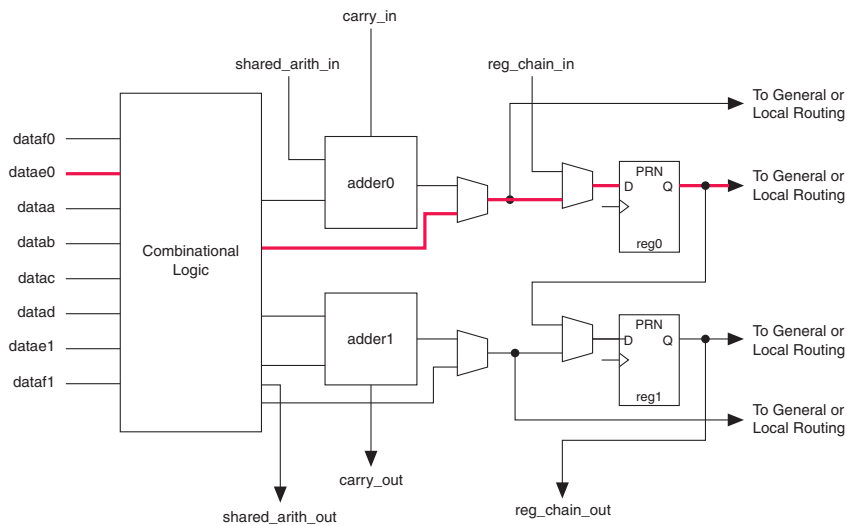 carry_in
shared_arith_in
reg_chain_in
To General or
Local Routing
dataf0
datae0
dataa
datab
datac
datad
datae1
dataf1
Combinational
Logic
adder0
PRN
D Q
reg0
To General or
Local Routing
adder1
PRN
D Q
reg1
To General or
Local Routing
To General or
Local Routing
carry_out
shared_arith_out
reg_chain_out